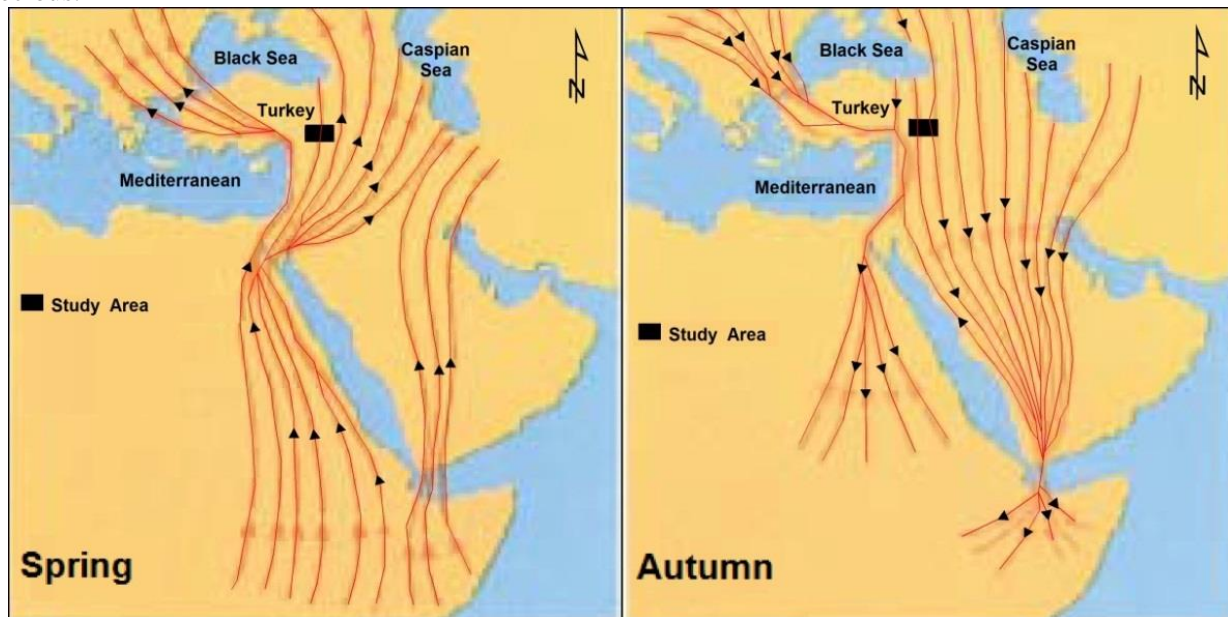 Black Sea
Caspian
Sea
N
Turkey
Mediterranean
Study Area
Spring
Black Sea
Caspian
Sea
N
Turkey
Mediterranean
Study Area
Autumn